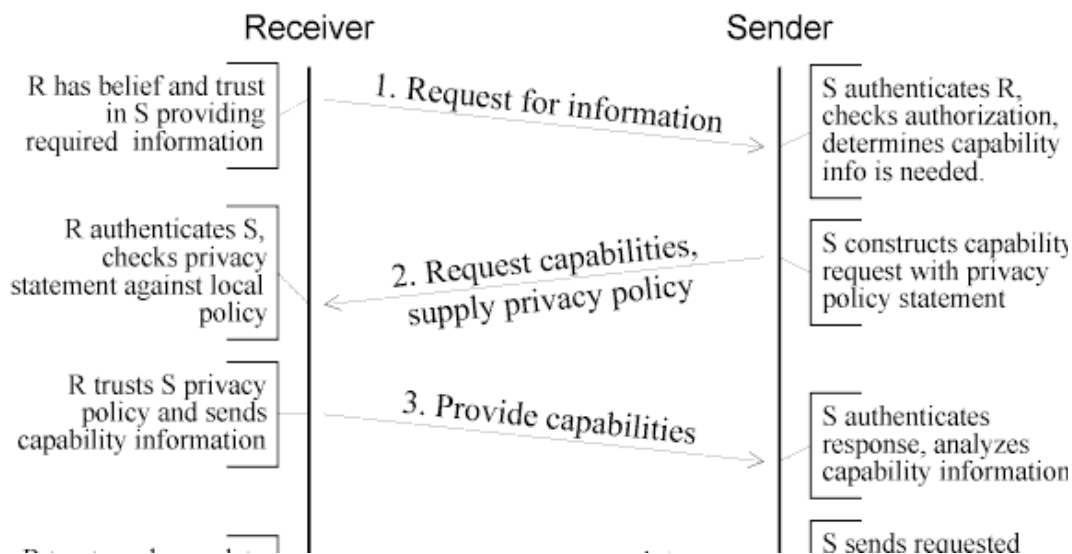 Receiver
Sender
R has belief and trust
in S providing
required information
1. Request for information
S authenticates R,
checks authorization,
determines capability
info is needed.
R authenticates S,
checks privacy
statement against local
policy
2. Request capabilities,
supply privacy policy
S constructs capability
request with privacy
policy statement
R trusts S privacy
policy and sends
capability information
3. Provide capabilities
S authenticates
response, analyzes
capability information
S sends requested